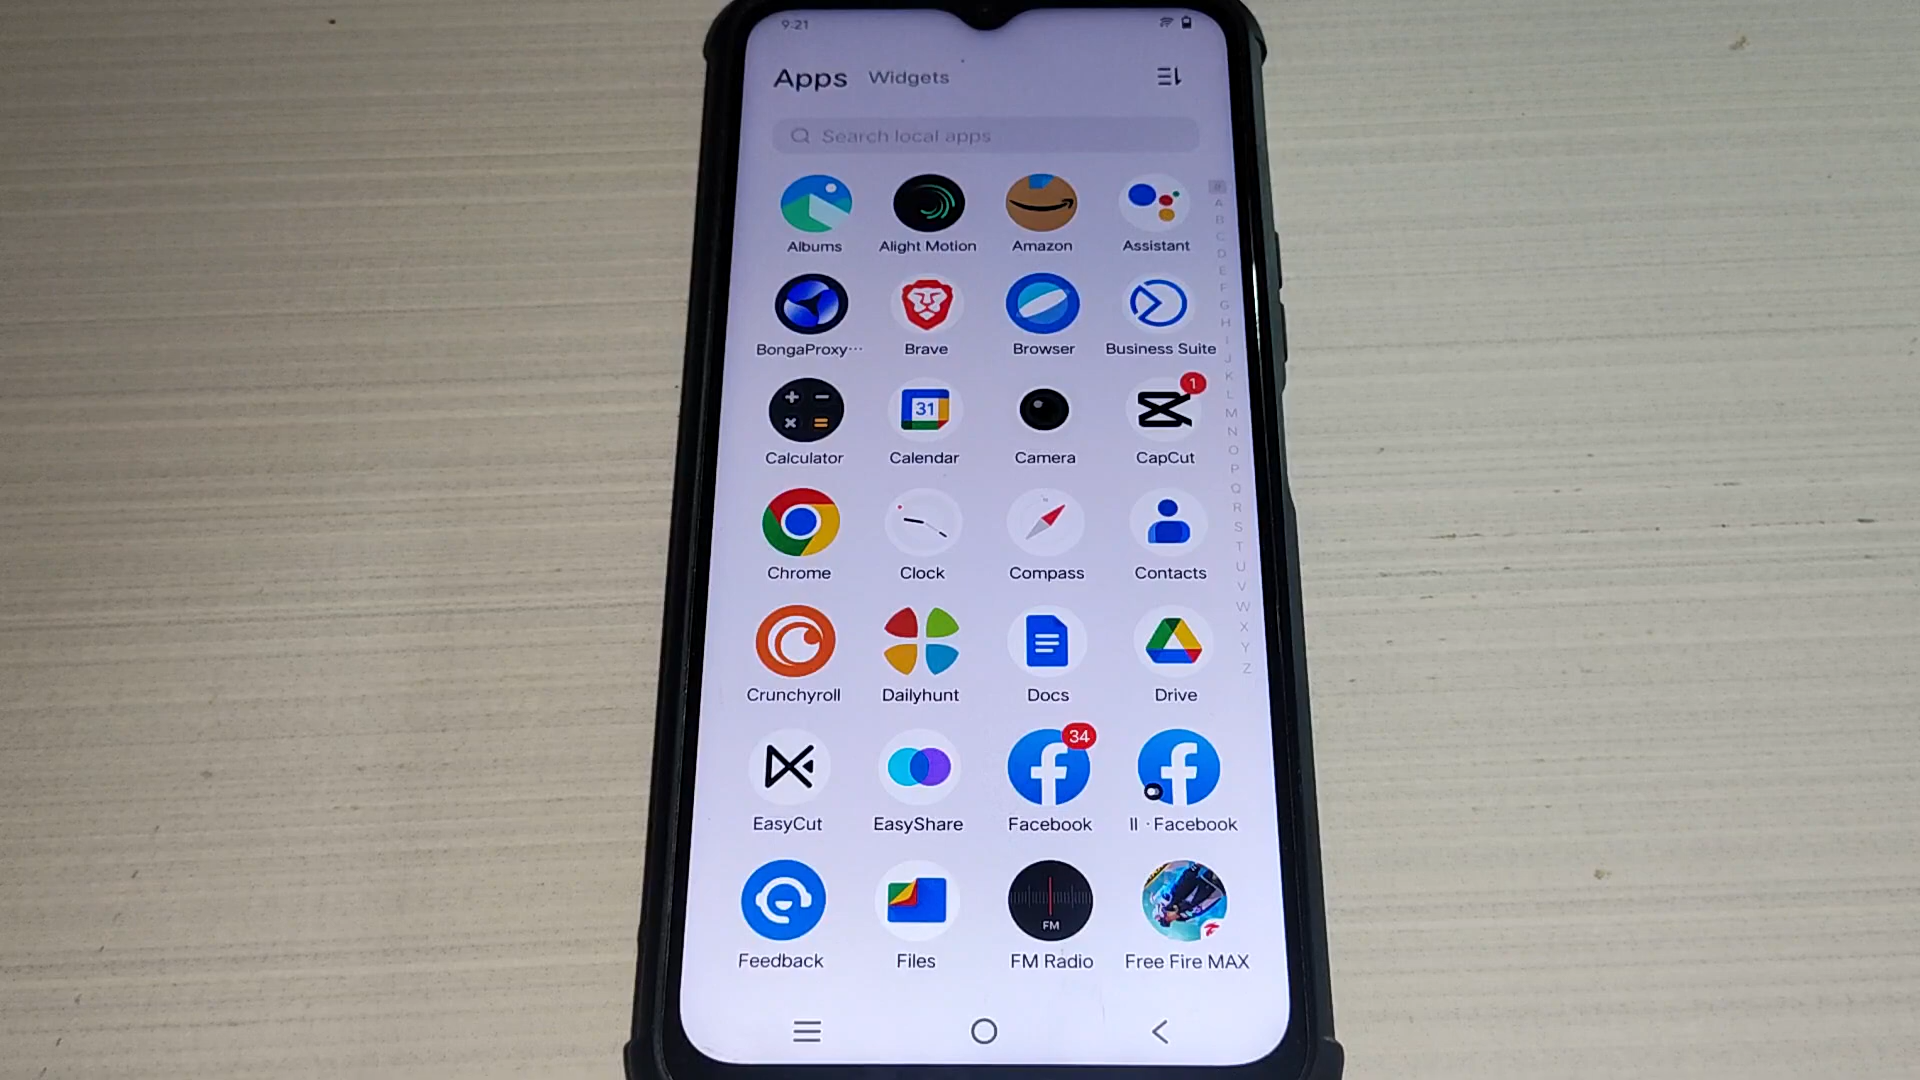 9:21
Apps Widgets
Search local apps
Albums Alight Motion Amazon Assistant
BongaProxy… Brave Browser Business Suite
31 1
Calculator Calendar Camera CapCut
Chrome Clock Compass Contacts
Crunchyroll Dailyhunt Docs Drive
34
EasyCut EasyShare Facebook II · Facebook
FM
Feedback Files FM Radio Free Fire MAX
#
A
B
C
D
E
F
G
H
I
J
K
L
M
N
O
P
Q
R
S
T
U
V
W
X
Y
Z